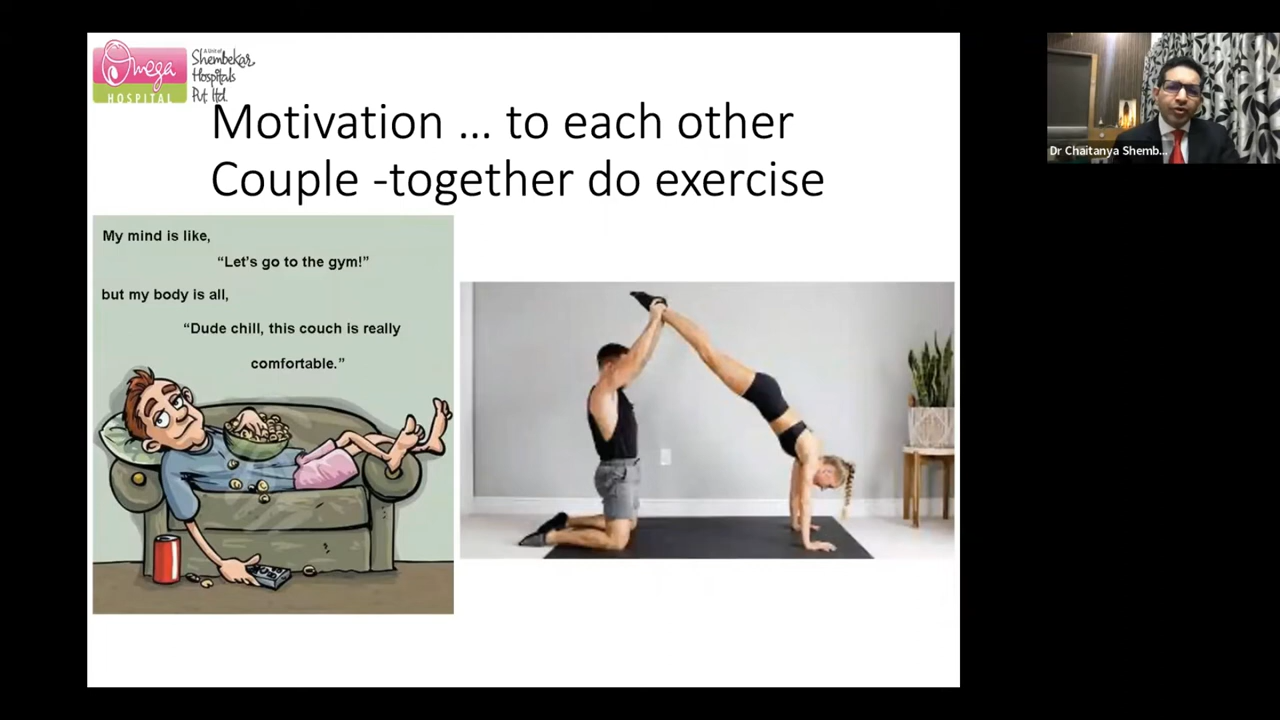 Omega
HOSPITAL
A Unit of
Shembekar
Hospitals
Pvt ltd.
Motivation … to each other
Couple -together do exercise
My mind is like,
“Let’s go to the gym!”
but my body is all,
“Dude chill, this couch is really
comfortable.”
Dr Chaitanya Shemb...